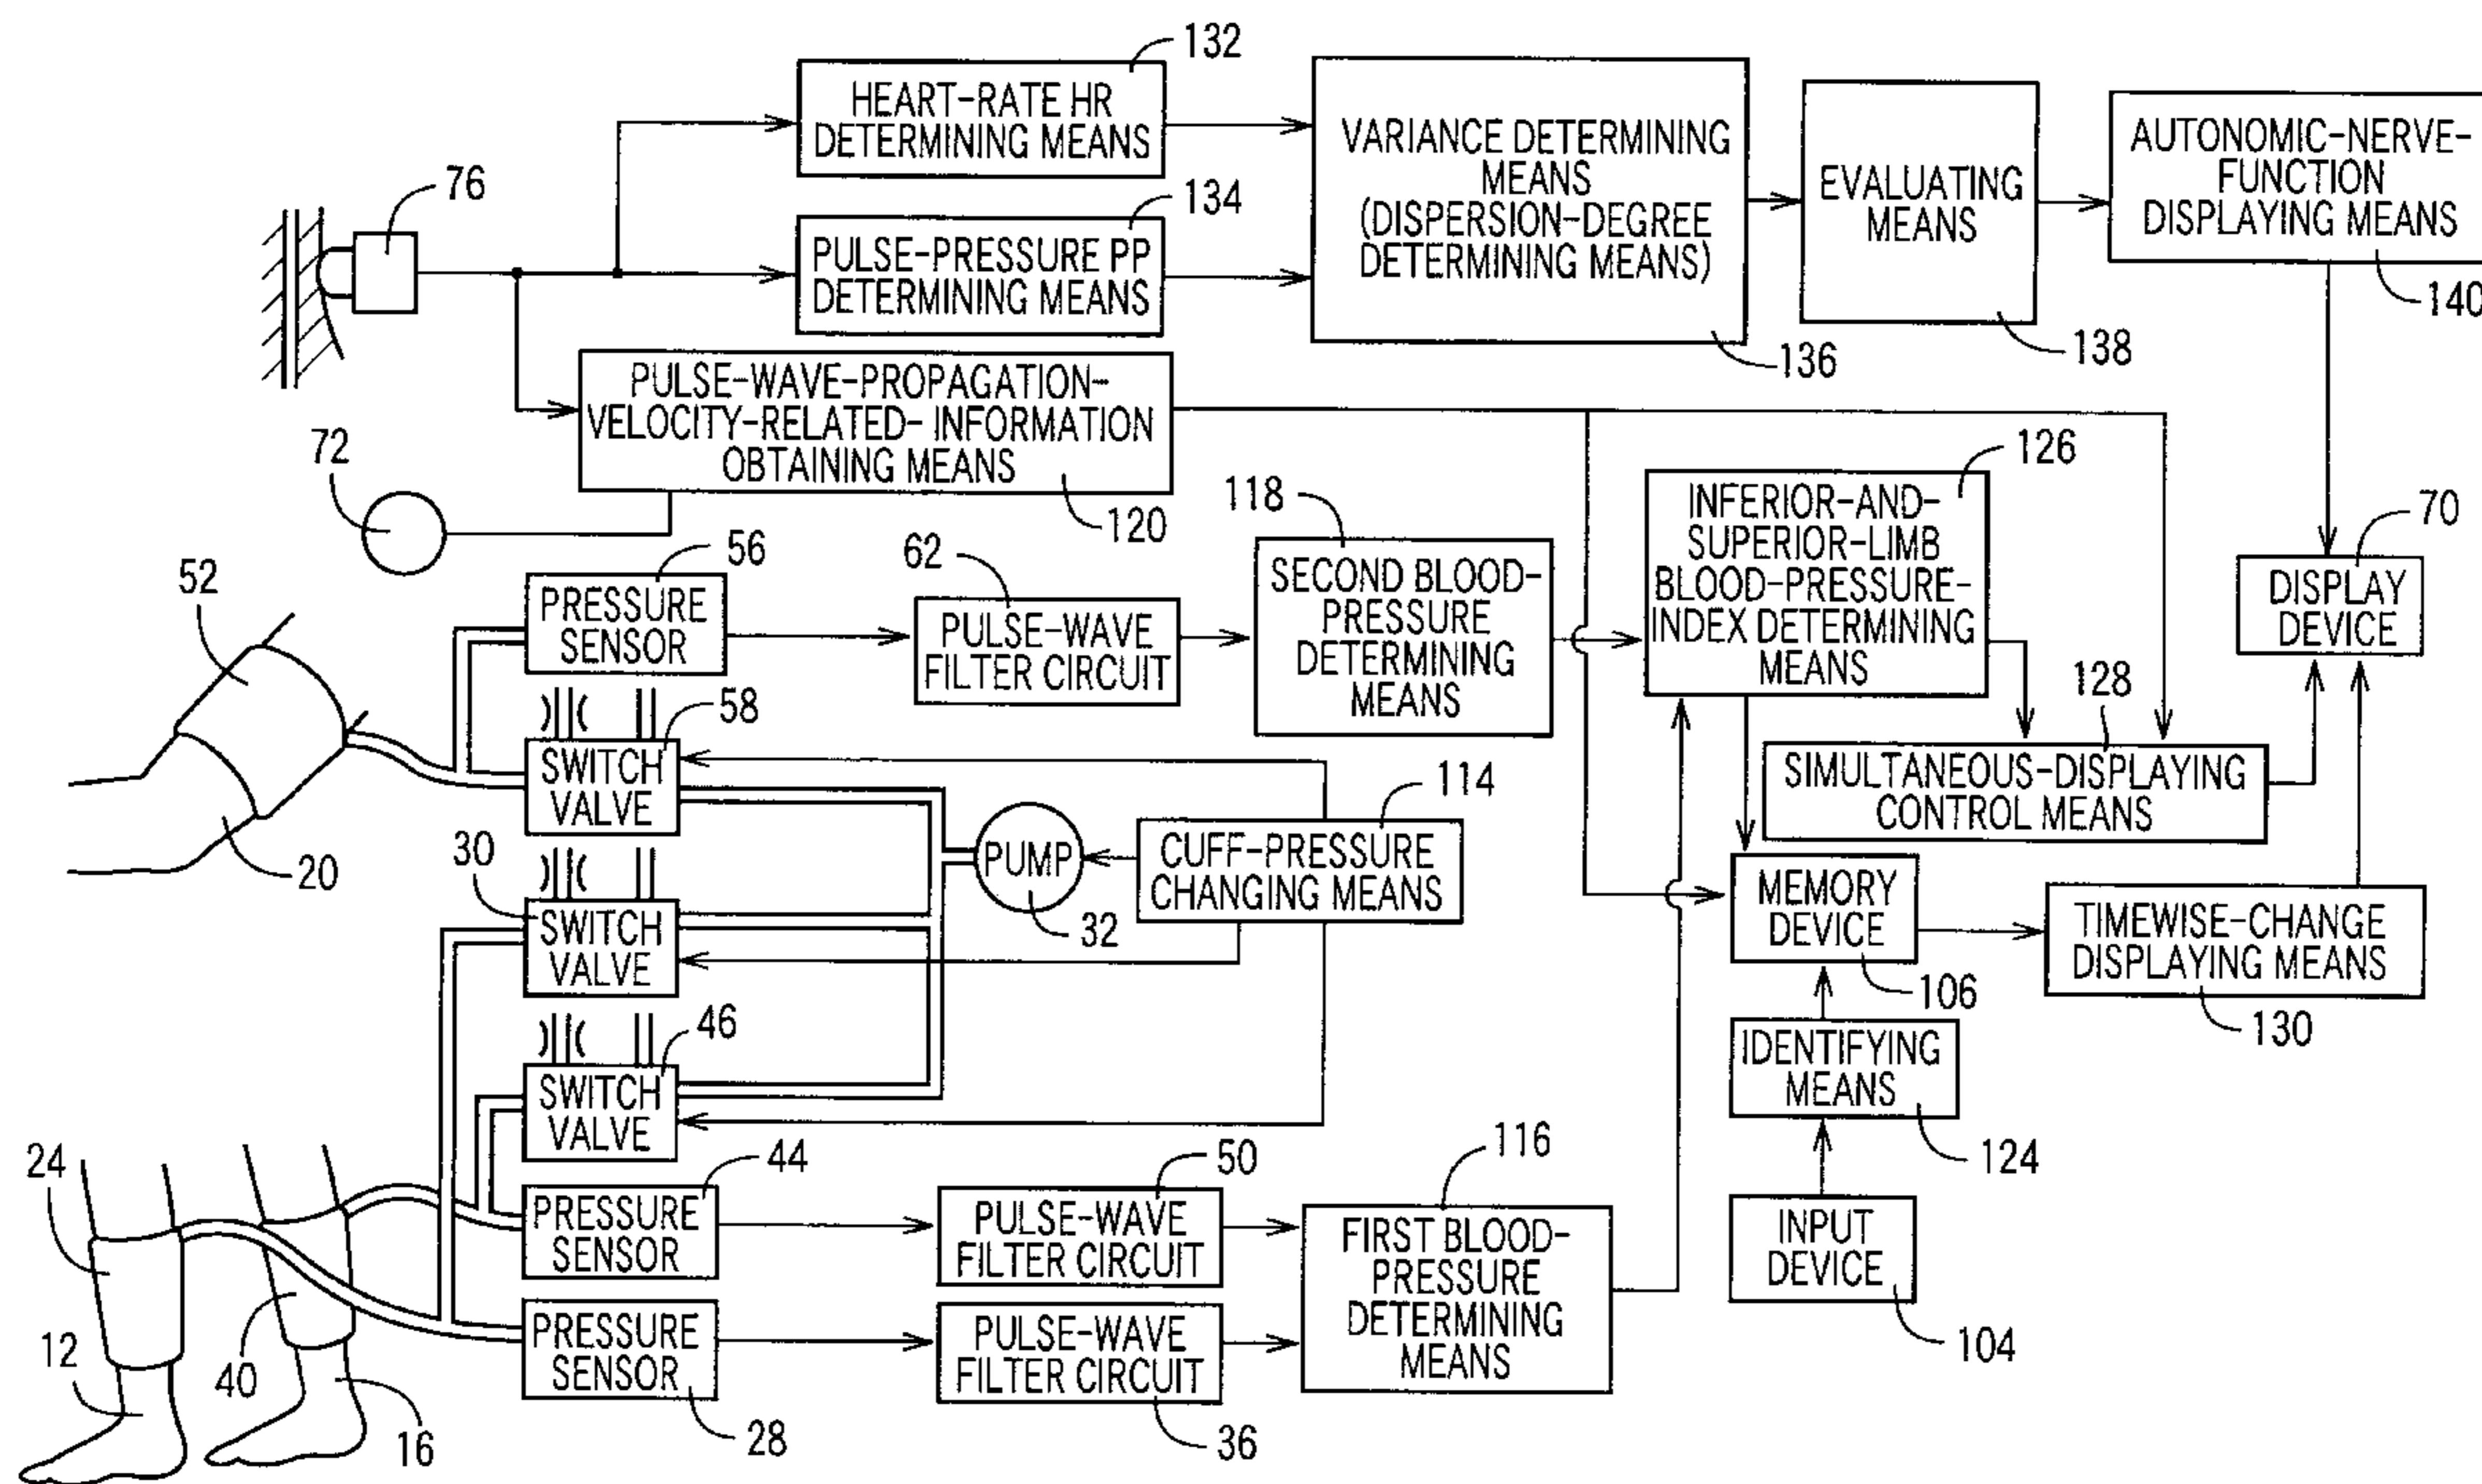 132
HEART-RATE HR
DETERMINING MEANS
76
134
PULSE-PRESSURE PP
DETERMINING MEANS
VARIANCE DETERMINING
MEANS
(DISPERSION-DEGREE
DETERMINING MEANS)
136
EVALUATING
MEANS
138
AUTONOMIC-NERVE-
FUNCTION
DISPLAYING MEANS
140
PULSE-WAVE-PROPAGATION-
VELOCITY-RELATED- INFORMATION
OBTAINING MEANS
120
72
52
20
56
PRESSURE
SENSOR
62
PULSE-WAVE
FILTER CIRCUIT
118
SECOND BLOOD-
PRESSURE
DETERMINING
MEANS
126
INFERIOR-AND-
SUPERIOR-LIMB
BLOOD-PRESSURE-
INDEX DETERMINING
MEANS
70
DISPLAY
DEVICE
58
SWITCH
VALVE
128
SIMULTANEOUS-DISPLAYING
CONTROL MEANS
30
SWITCH
VALVE
PUMP
32
114
CUFF-PRESSURE
CHANGING MEANS
MEMORY
DEVICE
106
TIMEWISE-CHANGE
DISPLAYING MEANS
130
46
SWITCH
VALVE
IDENTIFYING
MEANS
124
24
44
PRESSURE
SENSOR
50
PULSE-WAVE
FILTER CIRCUIT
116
FIRST BLOOD-
PRESSURE
DETERMINING
MEANS
INPUT
DEVICE
104
12
40
16
PRESSURE
SENSOR
28
PULSE-WAVE
FILTER CIRCUIT
36